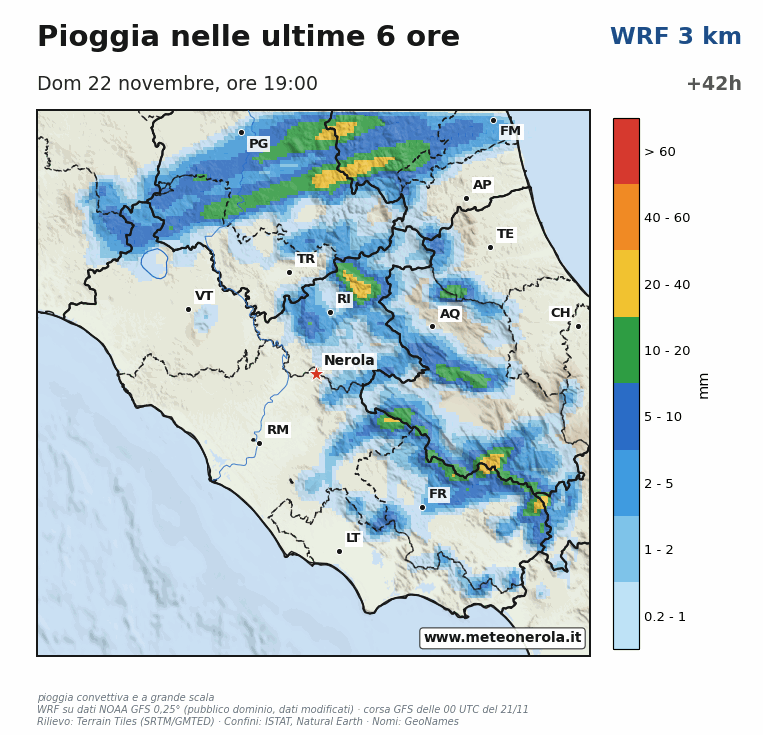 Pioggia nelle ultime 6 ore
WRF 3 km
Dom 22 novembre, ore 19:00
+42h
PG
FM
AP
TE
TR
VT
RI
AQ
CH
Nerola
RM
FR
LT
www.meteonerola.it
> 60
40 - 60
20 - 40
10 - 20
5 - 10
2 - 5
1 - 2
0.2 - 1
mm
pioggia convettiva e a grande scala
WRF su dati NOAA GFS 0,25° (pubblico dominio, dati modificati) · corsa GFS delle 00 UTC del 21/11
Rilievo: Terrain Tiles (SRTM/GMTED) · Confini: ISTAT, Natural Earth · Nomi: GeoNames